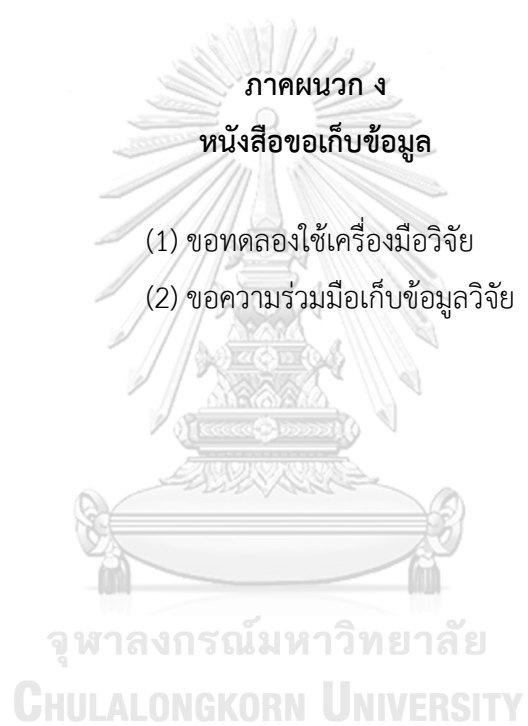 ภาคผนวก ง
หนังสือขอเก็บข้อมูล
(1) ขอทดลองใช้เครื่องมือวิจัย
(2) ขอความร่วมมือเก็บข้อมูลวิจัย
จุฬาลงกรณ์มหาวิทยาลัย
CHULALONGKORN UNIVERSITY